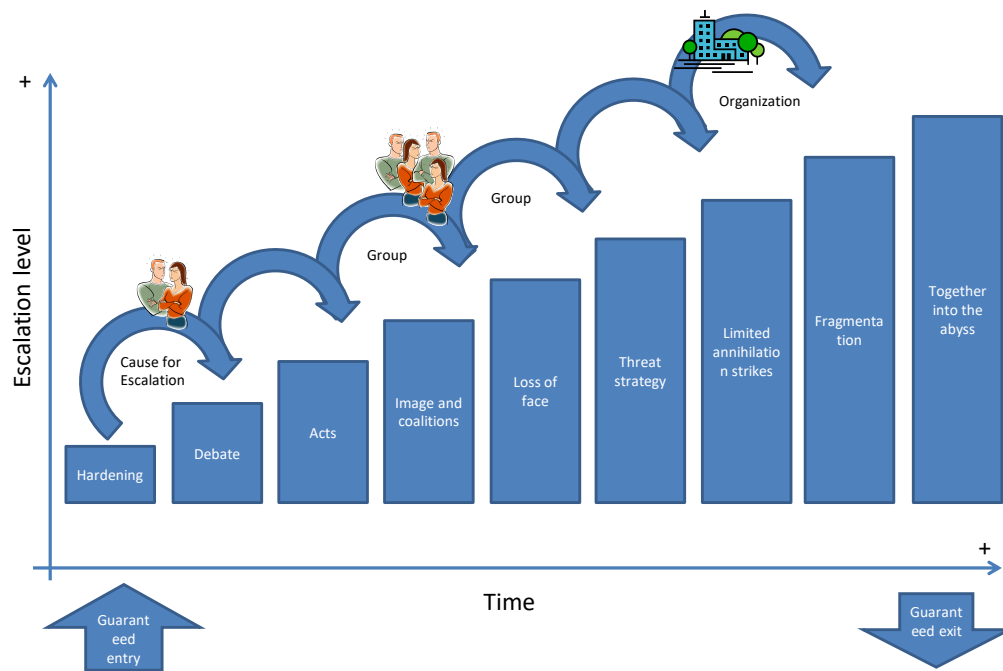 +
Organization
Group
Group
Cause for
Escalation
Escalation level
Hardening
Debate
Acts
Image and
coalitions
Loss of
face
Threat
strategy
Limited
annihilatio
n strikes
Fragmenta
tion
Together
into the
abyss
+
Time
Guarant
eed
entry
Guarant
eed exit